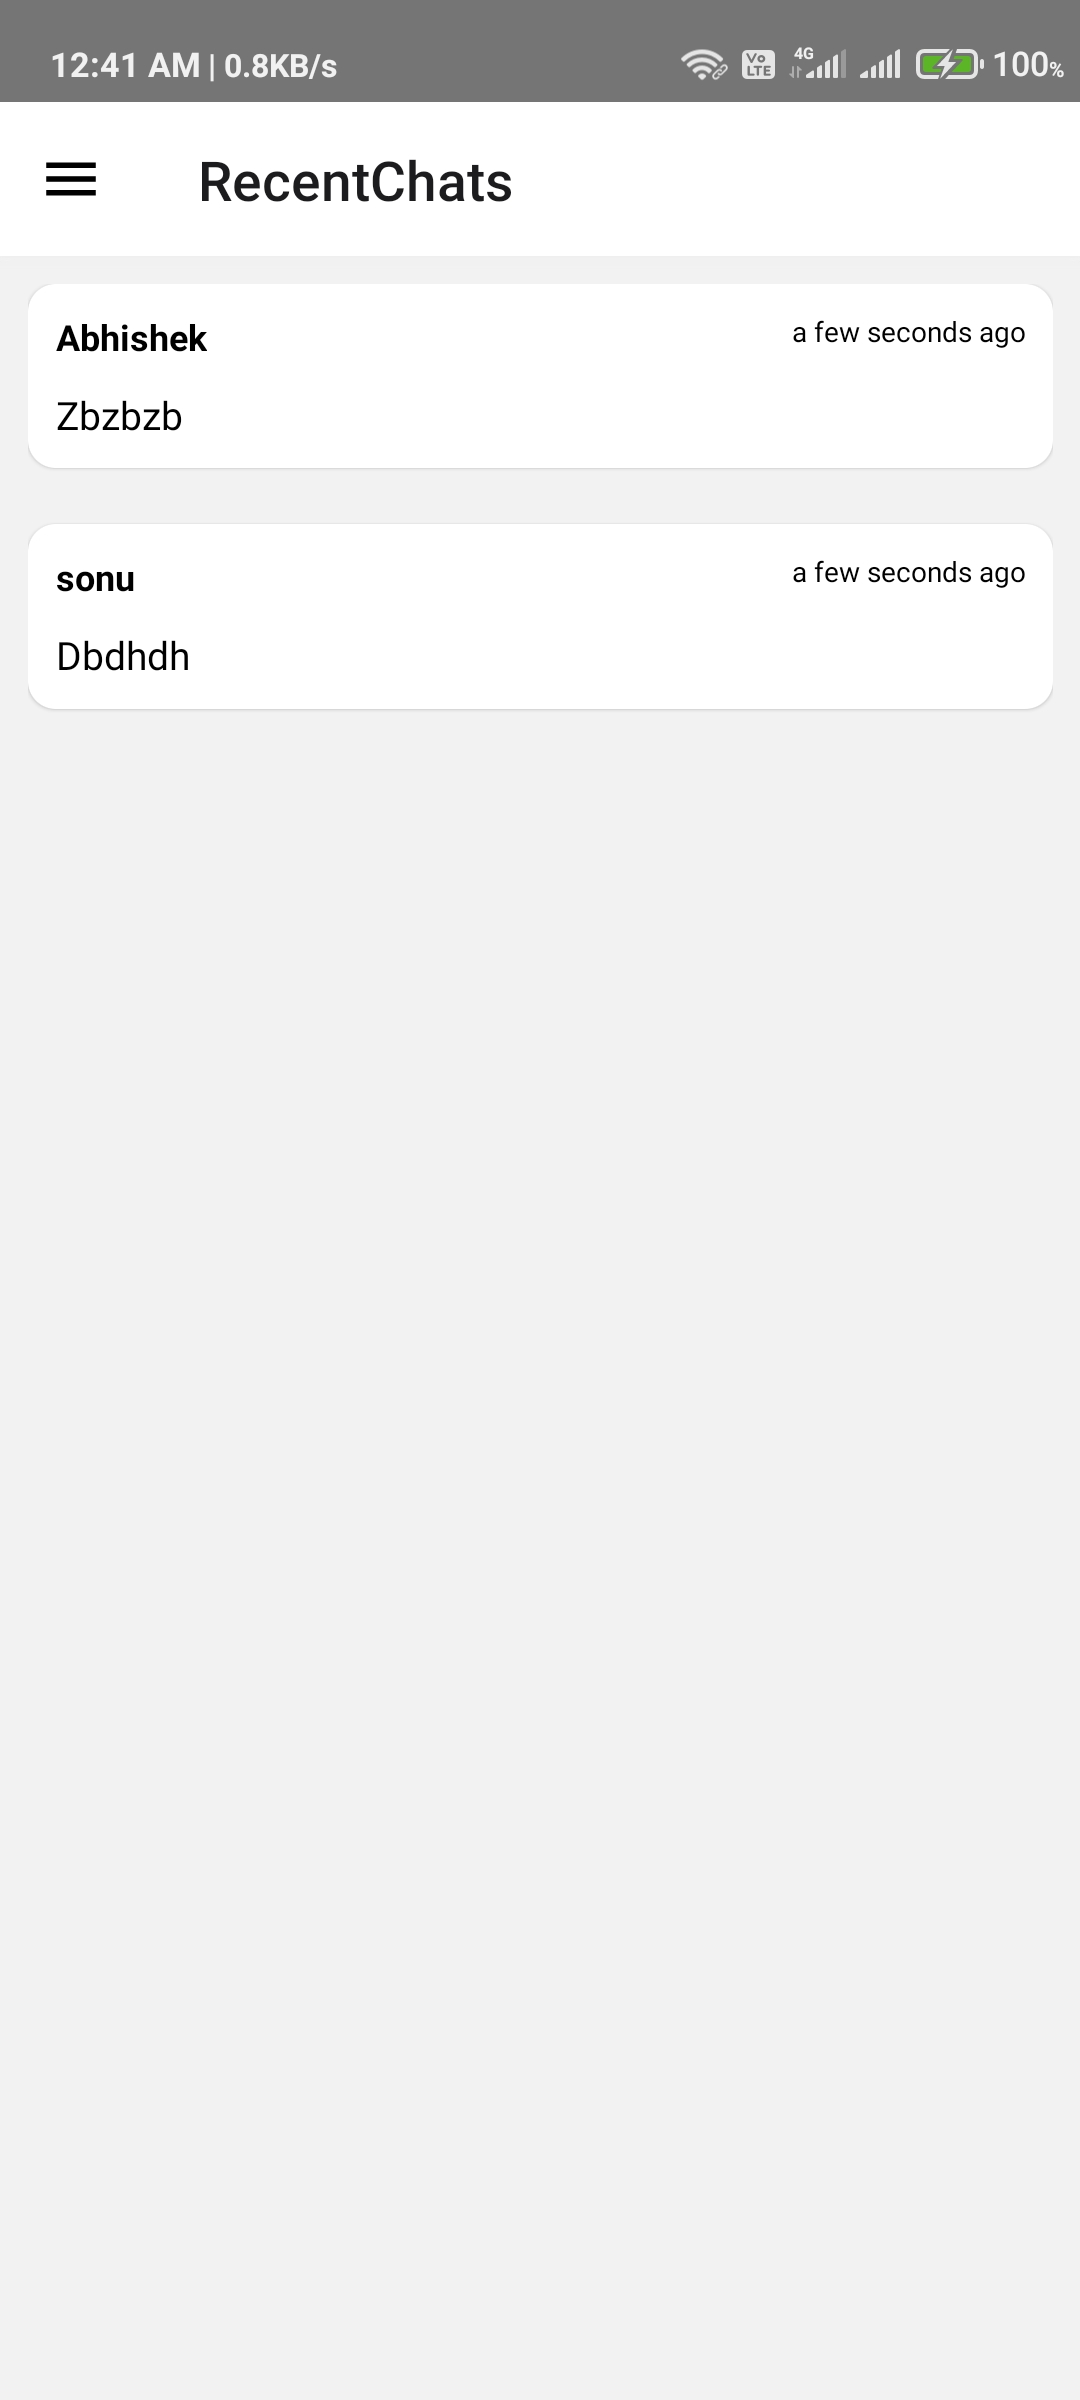 12:41 AM | 0.8KB/s Vo LTE 4G 100%
RecentChats
Abhishek a few seconds ago
Zbzbzb
sonu a few seconds ago
Dbdhdh